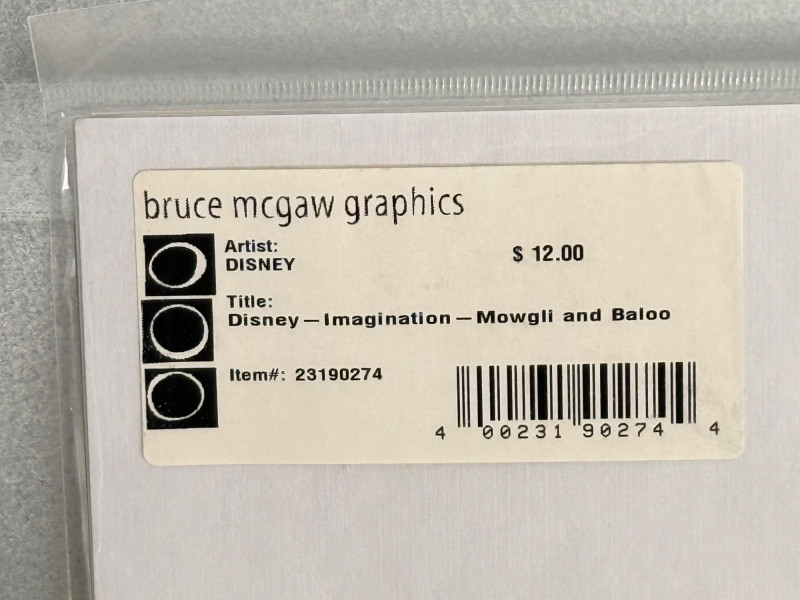 bruce mcgaw graphics
Artist:
DISNEY
$ 12.00
Title:
Disney — Imagination — Mowgli and Baloo
Item#: 23190274
4 00231 90274 4